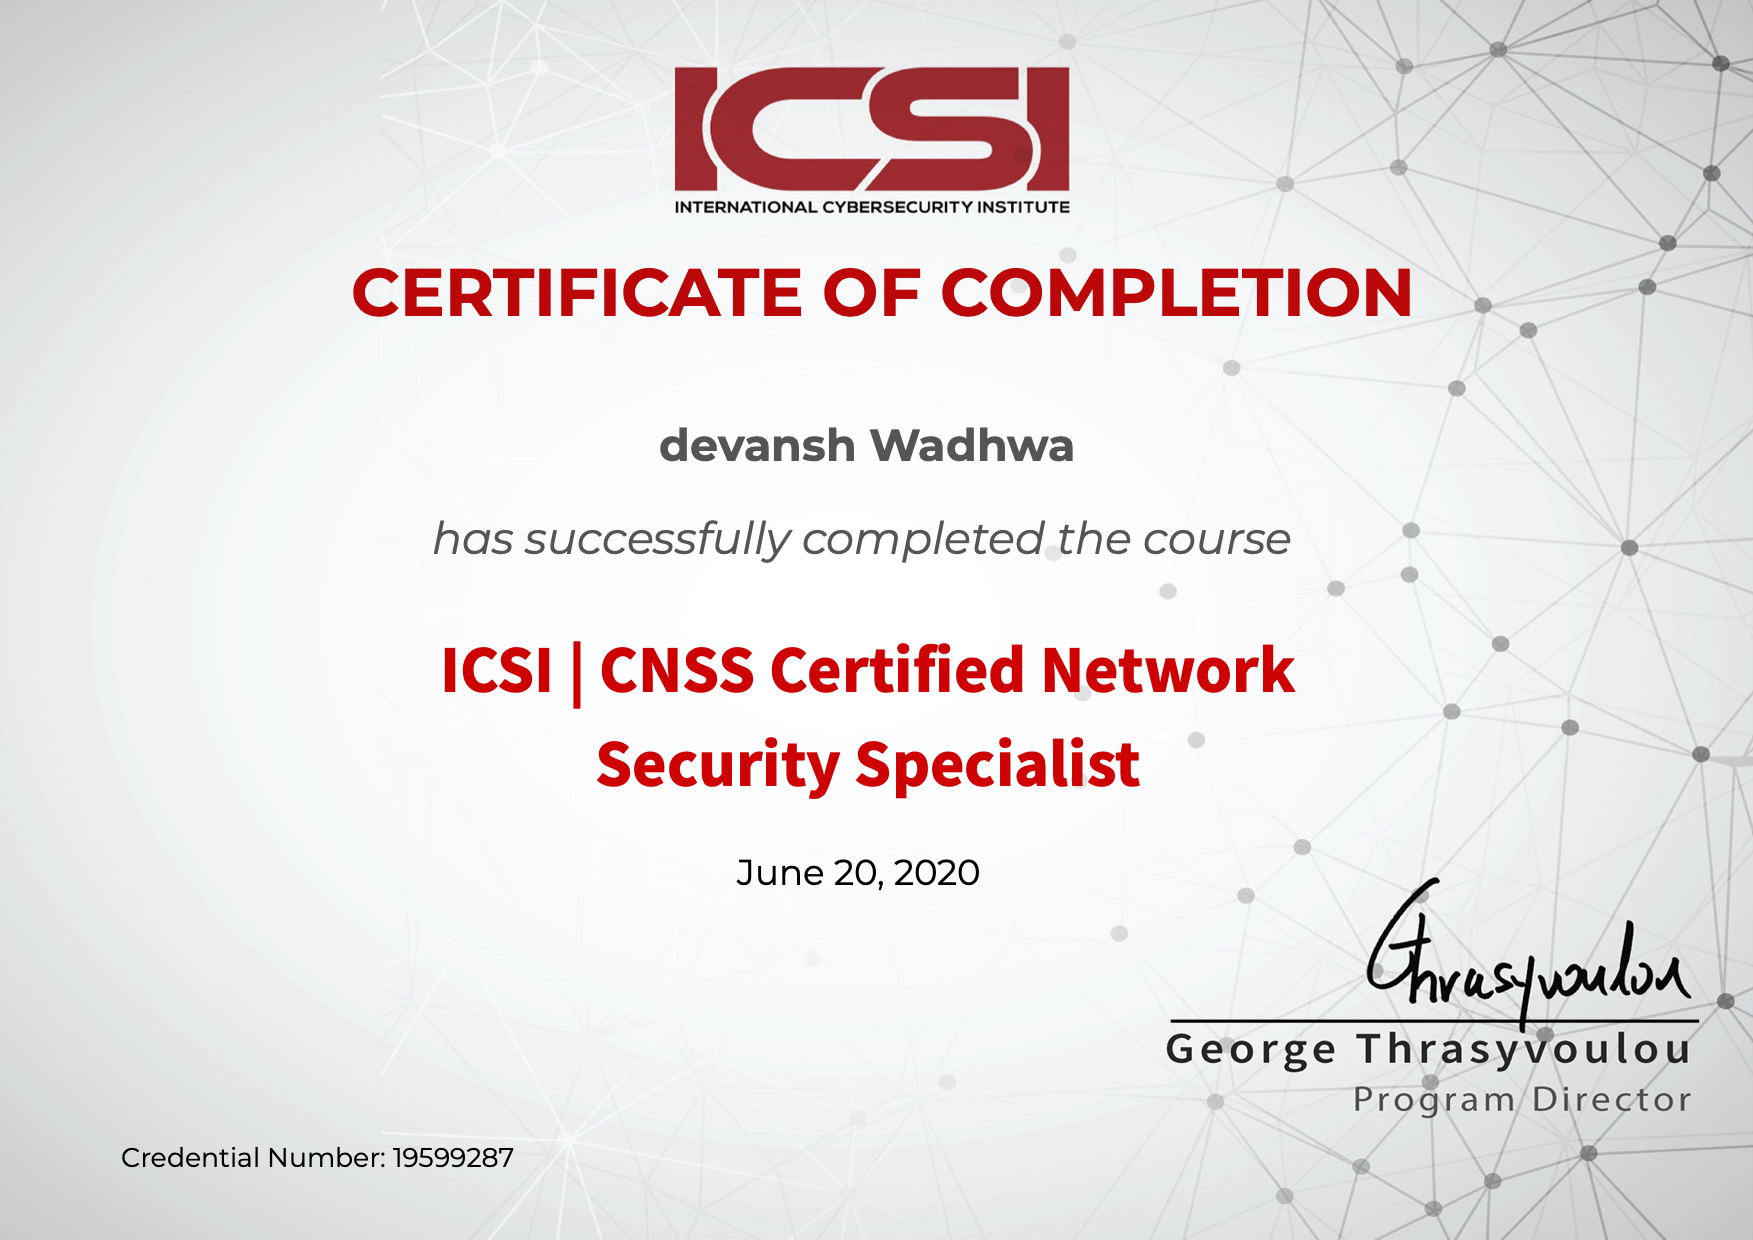 ICSI
INTERNATIONAL CYBERSECURITY INSTITUTE
CERTIFICATE OF COMPLETION
devansh Wadhwa
has successfully completed the course
ICSI | CNSS Certified Network
Security Specialist
June 20, 2020
Thrasyvoulou
George Thrasyvoulou
Program Director
Credential Number: 19599287